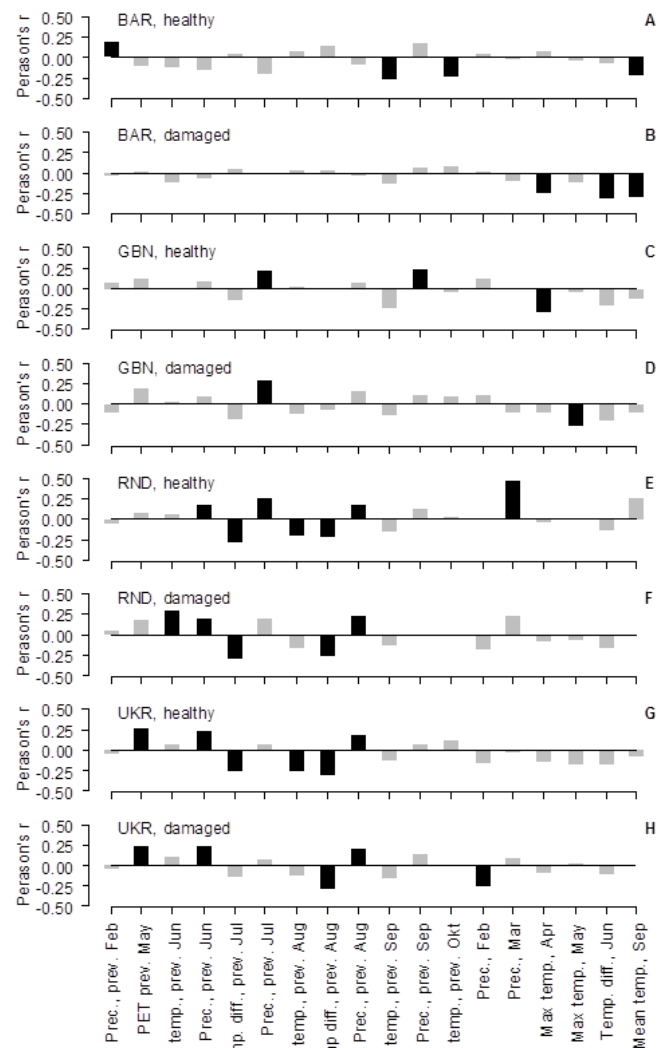 BAR, healthy
A
Perason's r
0.50
0.25
0.00
-0.25
-0.50
BAR, damaged
B
Perason's r
0.50
0.25
0.00
-0.25
-0.50
GBN, healthy
C
Perason's r
0.50
0.25
0.00
-0.25
-0.50
GBN, damaged
D
Perason's r
0.50
0.25
0.00
-0.25
-0.50
RND, healthy
E
Perason's r
0.50
0.25
0.00
-0.25
-0.50
RND, damaged
F
Perason's r
0.50
0.25
0.00
-0.25
-0.50
UKR, healthy
G
Perason's r
0.50
0.25
0.00
-0.25
-0.50
UKR, damaged
H
Perason's r
0.50
0.25
0.00
-0.25
-0.50
Prec., prev. Feb
PET prev. May
temp., prev. Jun
Prec., prev. Jun
diff., prev. Jul
Prec., prev. Jul
temp., prev. Aug
diff., prev. Aug
Prec., prev. Aug
temp., prev. Sep
Prec., prev. Sep
temp., prev. Okt
Prec., Feb
Prec., Mar
Max temp., Apr
Max temp., May
Temp. diff., Jun
Mean temp., Sep